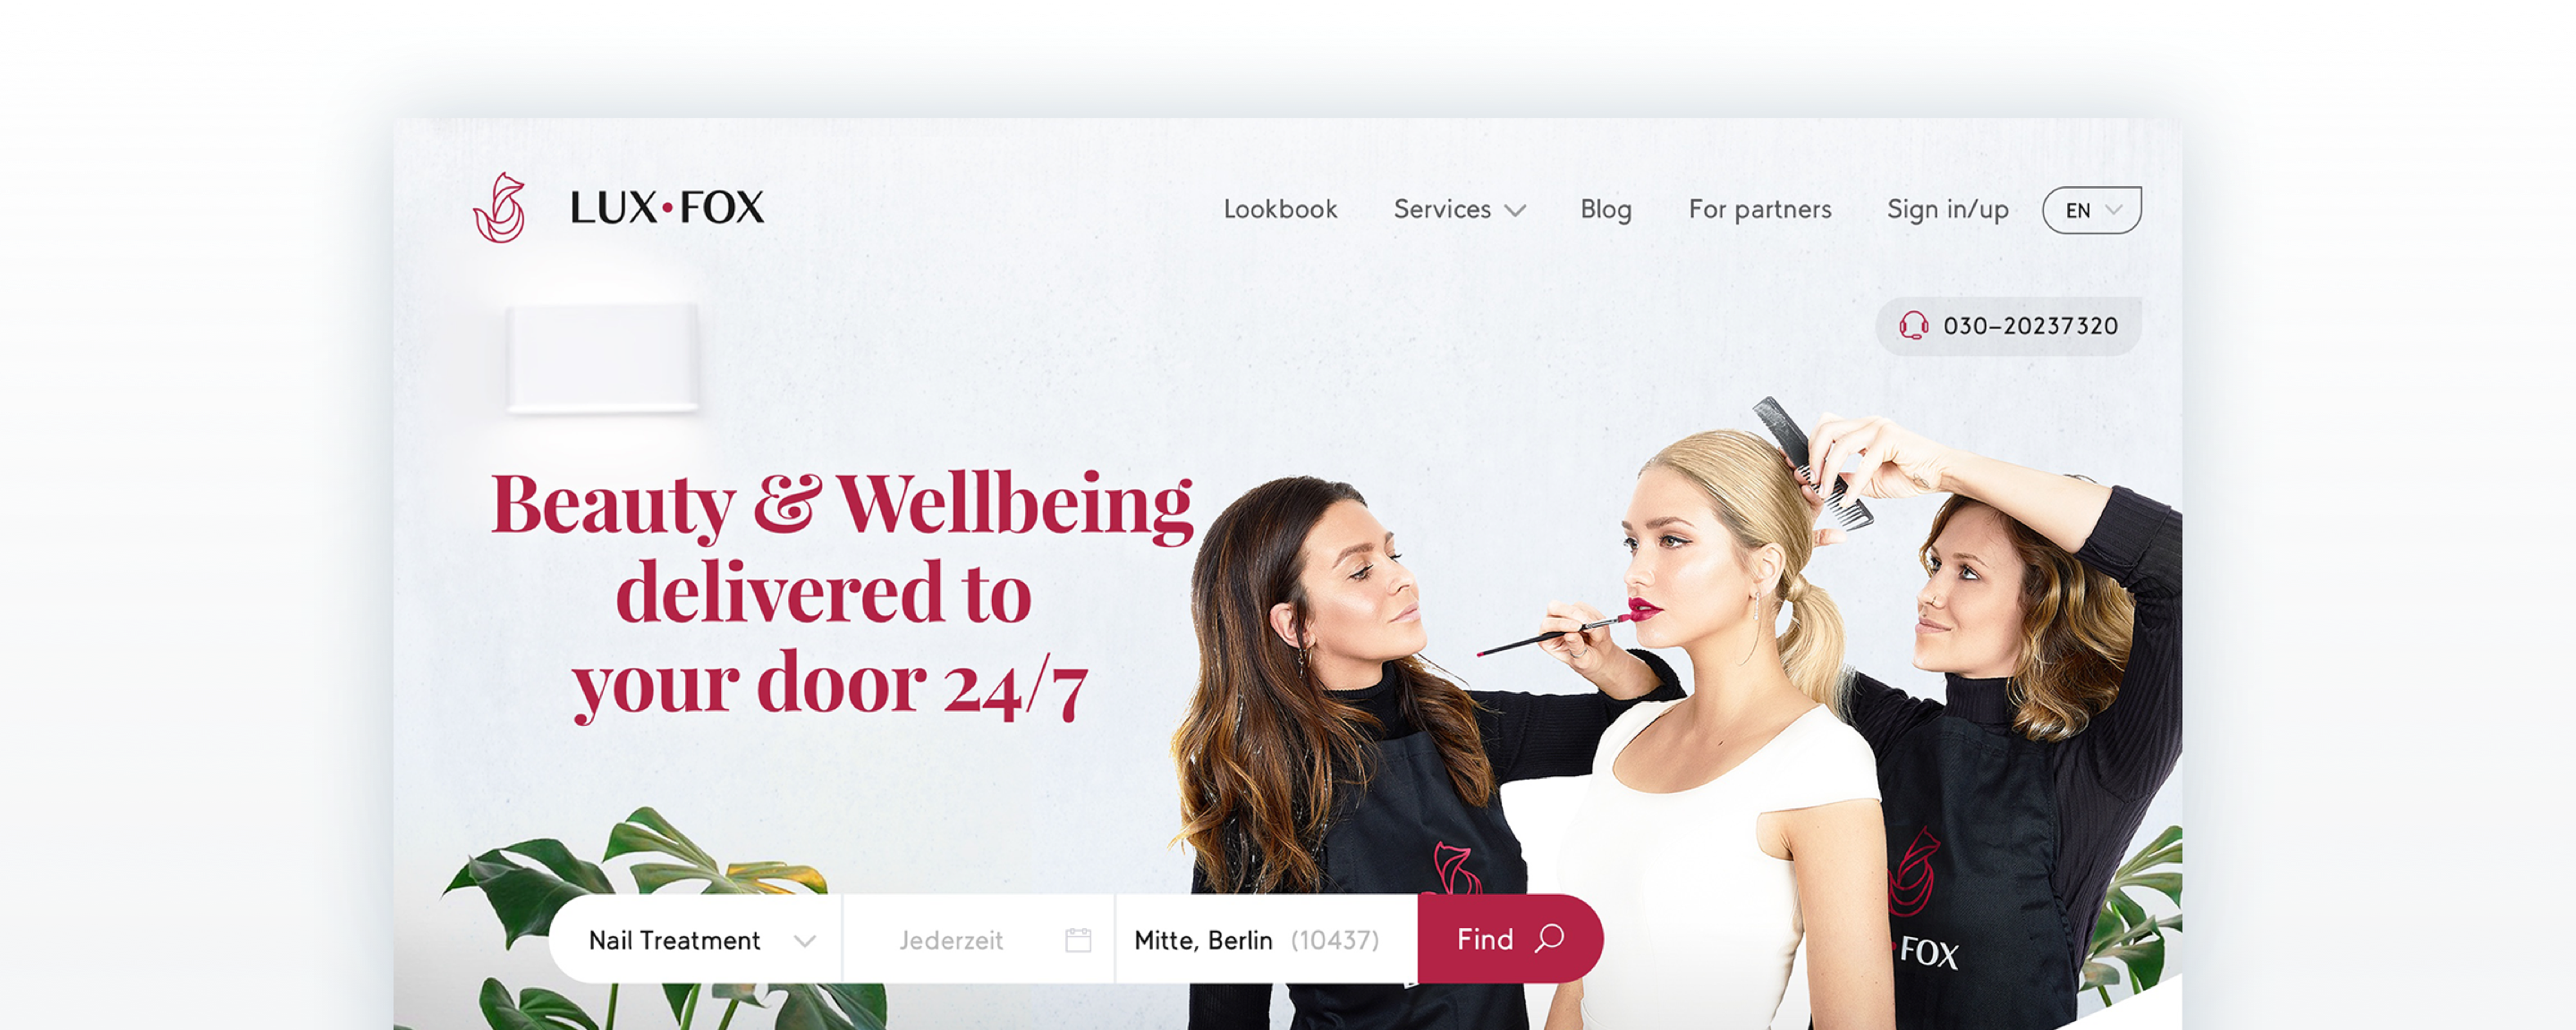 LUX•FOX
Lookbook
Services
Blog
For partners
Sign in/up
EN
030–20237320
Beauty & Wellbeing
delivered to
your door 24/7
Nail Treatment
Jederzeit
Mitte, Berlin (10437)
Find
•FOX